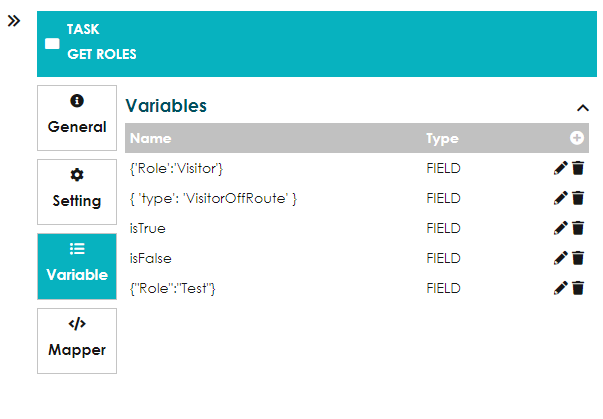 TASK
GET ROLES
General
Setting
Variable
Mapper
Variables
Name Type
{'Role':'Visitor'} FIELD
{ 'type': 'VisitorOffRoute' } FIELD
isTrue FIELD
isFalse FIELD
{"Role":"Test"} FIELD